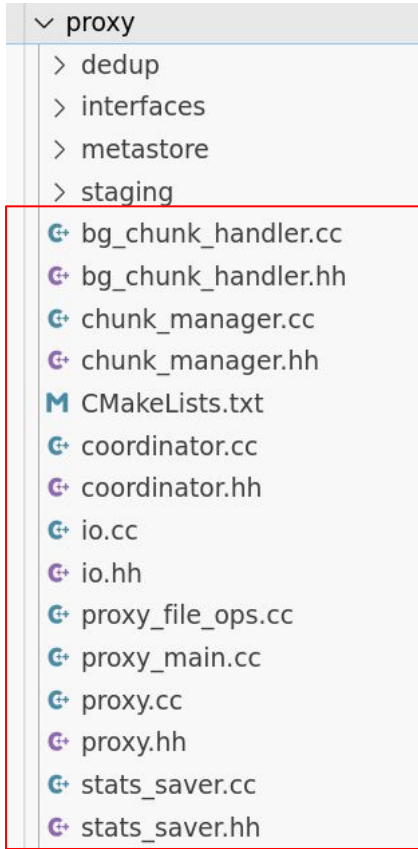 proxy
dedup
interfaces
metastore
staging
bg_chunk_handler.cc
bg_chunk_handler.hh
chunk_manager.cc
chunk_manager.hh
CMakeLists.txt
coordinator.cc
coordinator.hh
io.cc
io.hh
proxy_file_ops.cc
proxy_main.cc
proxy.cc
proxy.hh
stats_saver.cc
stats_saver.hh